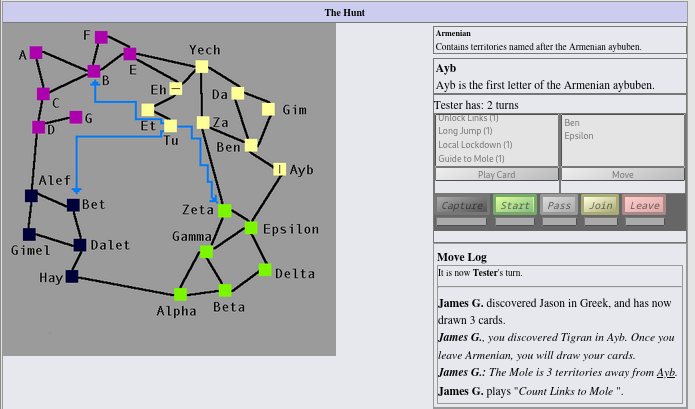 The Hunt
F
A
E
Yech
B
Eh
Da
C
Gim
G
Et
Za
D
Tu
Ben
Ayb
Alef
Bet
Zeta
Epsilon
Gamma
Gimel
Dalet
Hay
Delta
Alpha
Beta
Armenian
Contains territories named after the Armenian aybuben.
Ayb
Ayb is the first letter of the Armenian aybuben.
Tester has: 2 turns
Unlock Links (1)
Long Jump (1)
Local Lockdown (1)
Guide to Mole (1)
Ben
Epsilon
Play Card
Move
Capture
Start
Pass
Join
Leave
Move Log
It is now Tester's turn.
James G. discovered Jason in Greek, and has now
drawn 3 cards.
James G., you discovered Tigran in Ayb. Once you
leave Armenian, you will draw your cards.
James G.: The Mole is 3 territories away from Ayb.
James G. plays "Count Links to Mole ".